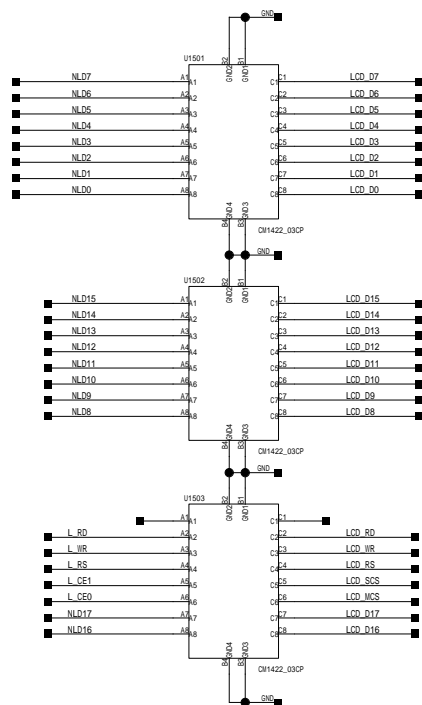 GND
U1501
B2 B1
GND2 GND1
NLD7 A1 A1 C1 C1 LCD_D7
NLD6 A2 A2 C2 C2 LCD_D6
NLD5 A3 A3 C3 C3 LCD_D5
NLD4 A4 A4 C4 C4 LCD_D4
NLD3 A5 A5 C5 C5 LCD_D3
NLD2 A6 A6 C6 C6 LCD_D2
NLD1 A7 A7 C7 C7 LCD_D1
NLD0 A8 A8 C8 C8 LCD_D0
GND4 GND3
B4 B3
CM1422_03CP
GND
U1502
B2 B1
GND2 GND1
NLD15 A1 A1 C1 C1 LCD_D15
NLD14 A2 A2 C2 C2 LCD_D14
NLD13 A3 A3 C3 C3 LCD_D13
NLD12 A4 A4 C4 C4 LCD_D12
NLD11 A5 A5 C5 C5 LCD_D11
NLD10 A6 A6 C6 C6 LCD_D10
NLD9 A7 A7 C7 C7 LCD_D9
NLD8 A8 A8 C8 C8 LCD_D8
GND4 GND3
B4 B3
CM1422_03CP
GND
U1503
B2 B1
GND2 GND1
A1 A1 C1 C1
L_RD A2 A2 C2 C2 LCD_RD
L_WR A3 A3 C3 C3 LCD_WR
L_RS A4 A4 C4 C4 LCD_RS
L_CE1 A5 A5 C5 C5 LCD_SCS
L_CE0 A6 A6 C6 C6 LCD_MCS
NLD17 A7 A7 C7 C7 LCD_D17
NLD16 A8 A8 C8 C8 LCD_D16
GND4 GND3
B4 B3
CM1422_03CP
GND